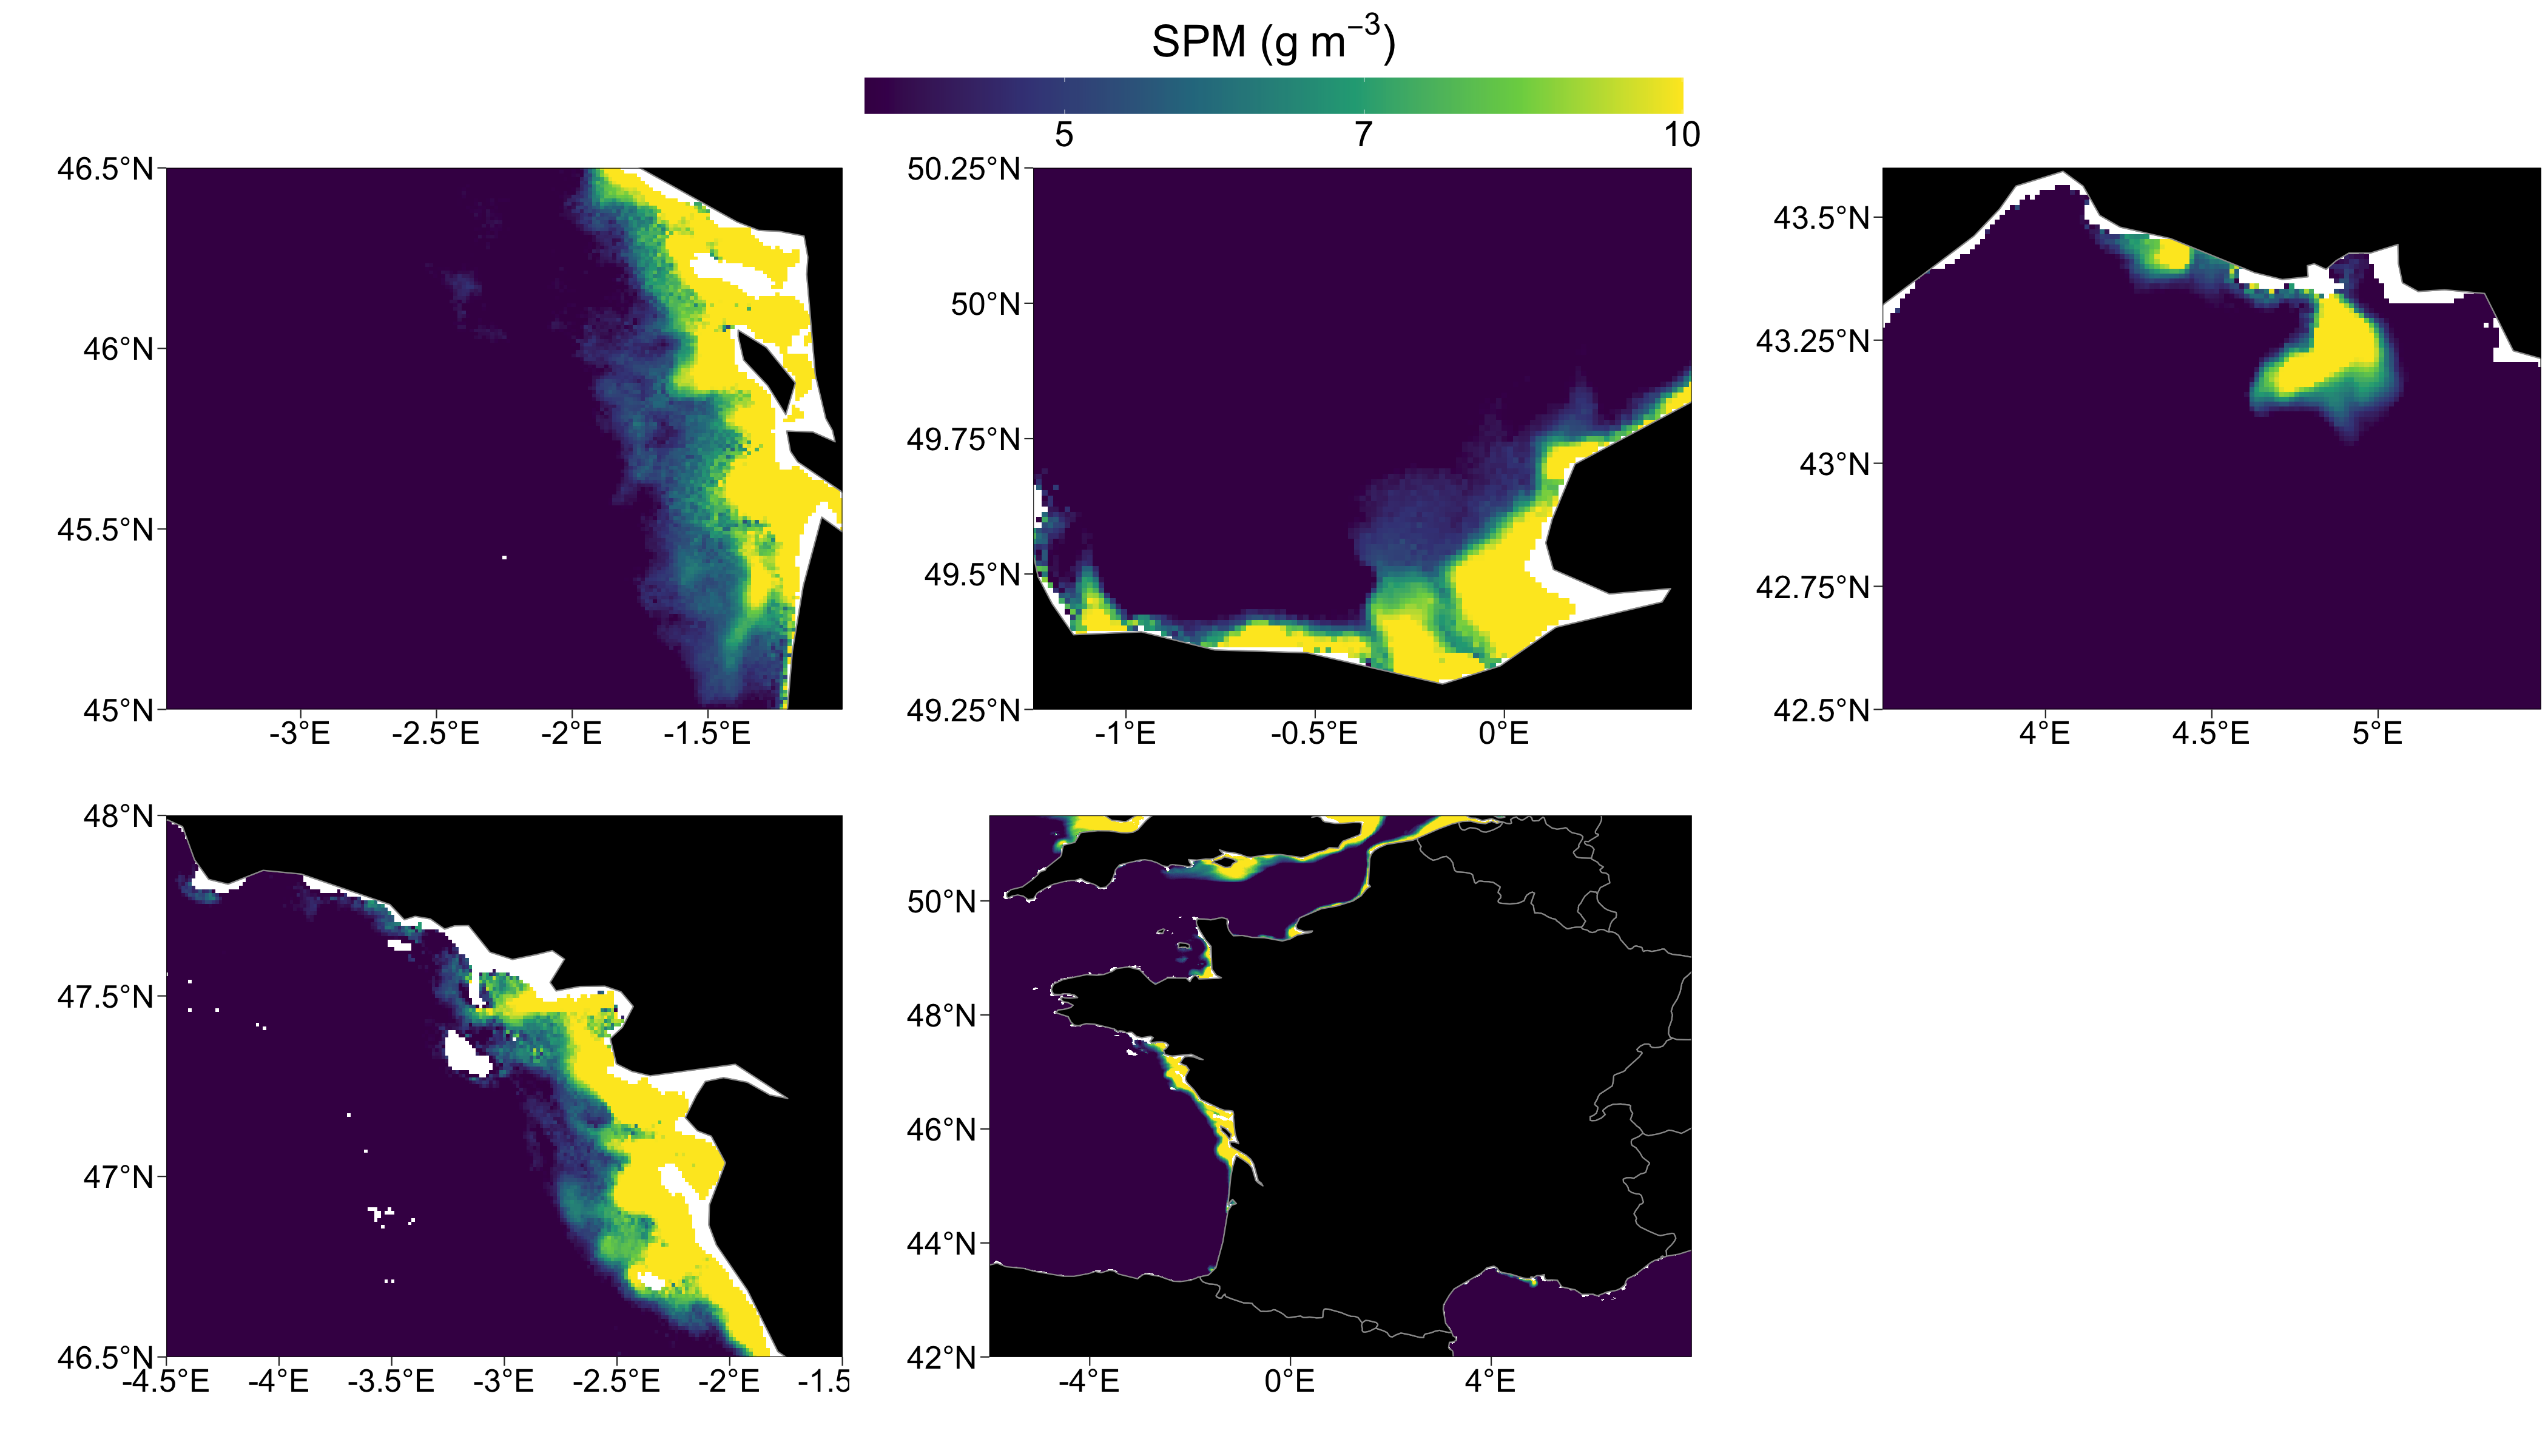 SPM (g m⁻³)
5 7 10
46.5°N
46°N
45.5°N
45°N
-3°E -2.5°E -2°E -1.5°E
50.25°N
50°N
49.75°N
49.5°N
49.25°N
-1°E -0.5°E 0°E
43.5°N
43.25°N
43°N
42.75°N
42.5°N
4°E 4.5°E 5°E
48°N
47.5°N
47°N
46.5°N
-4.5°E -4°E -3.5°E -3°E -2.5°E -2°E -1.5
50°N
48°N
46°N
44°N
42°N
-4°E 0°E 4°E